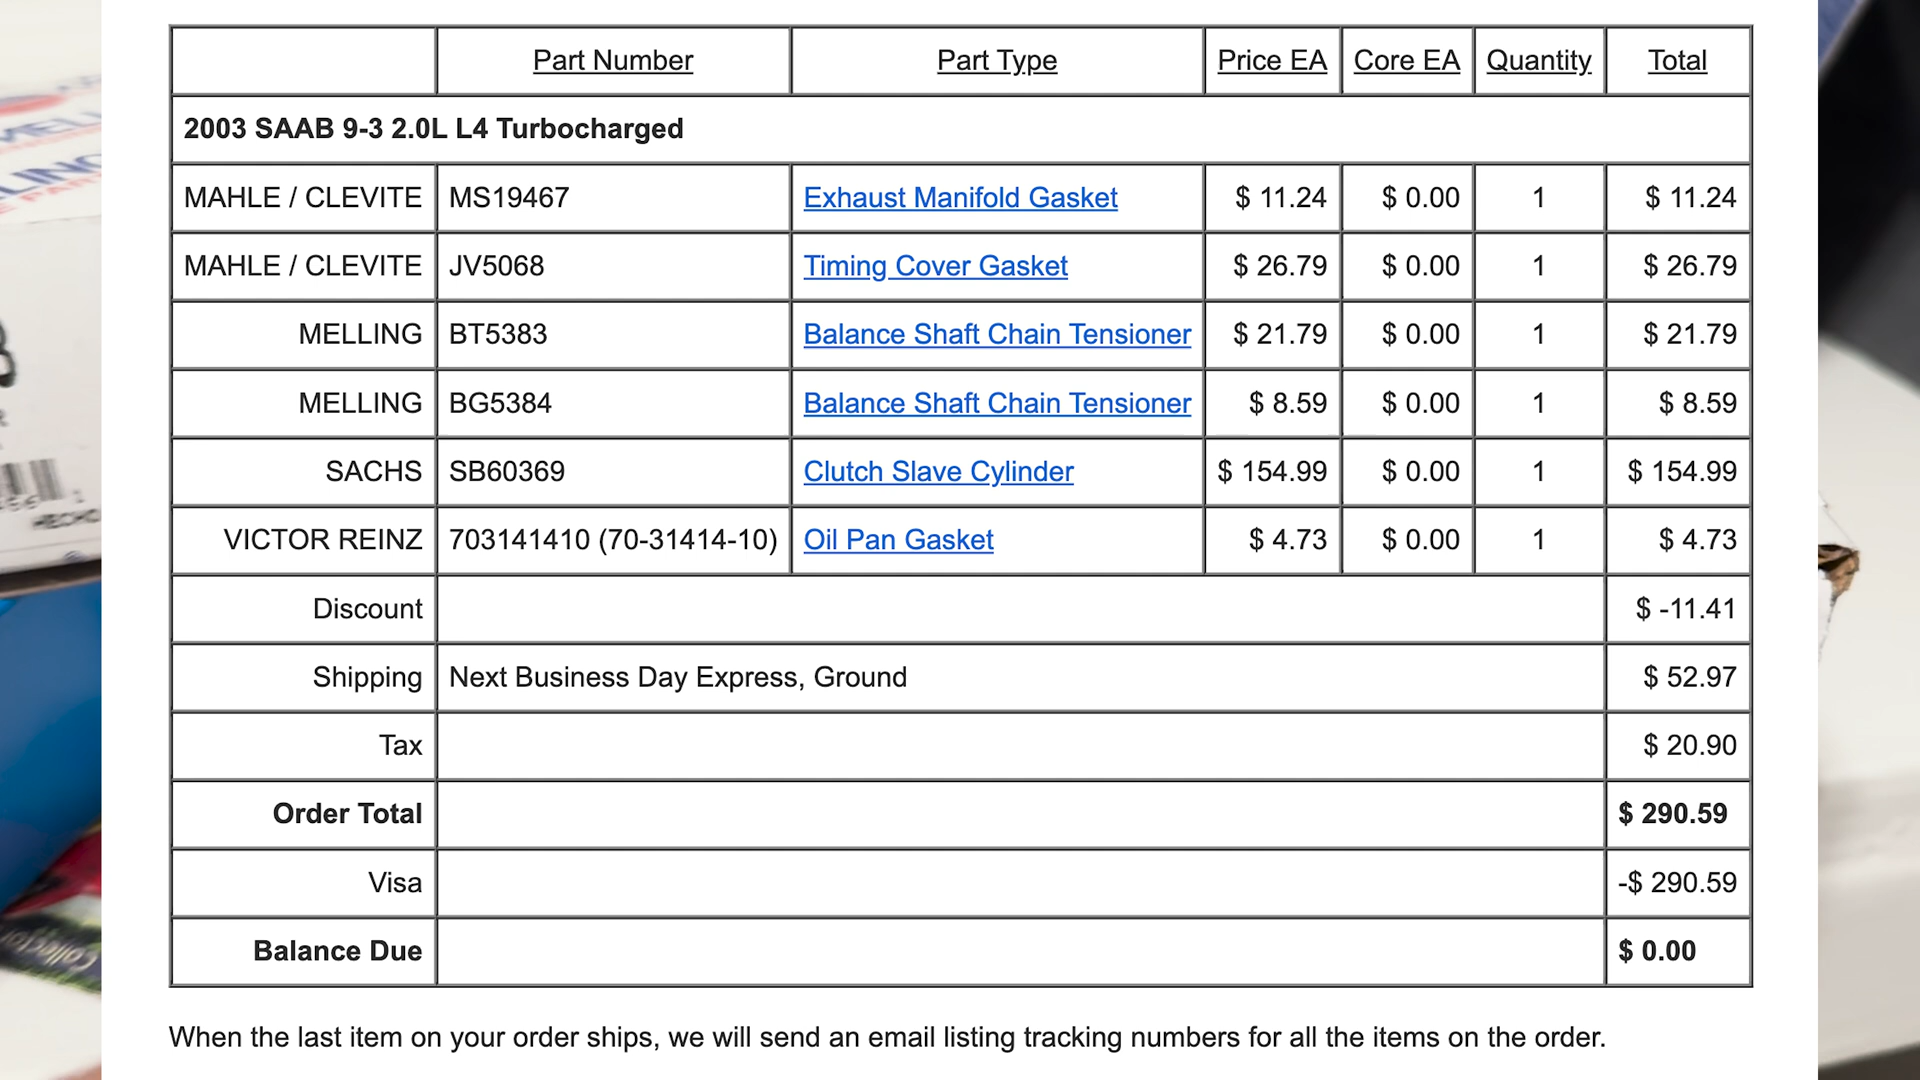 Part Number Part Type Price EA Core EA Quantity Total
2003 SAAB 9-3 2.0L L4 Turbocharged
MAHLE / CLEVITE MS19467 Exhaust Manifold Gasket $ 11.24 $ 0.00 1 $ 11.24
MAHLE / CLEVITE JV5068 Timing Cover Gasket $ 26.79 $ 0.00 1 $ 26.79
MELLING BT5383 Balance Shaft Chain Tensioner $ 21.79 $ 0.00 1 $ 21.79
MELLING BG5384 Balance Shaft Chain Tensioner $ 8.59 $ 0.00 1 $ 8.59
SACHS SB60369 Clutch Slave Cylinder $ 154.99 $ 0.00 1 $ 154.99
VICTOR REINZ 703141410 (70-31414-10) Oil Pan Gasket $ 4.73 $ 0.00 1 $ 4.73
Discount $ -11.41
Shipping Next Business Day Express, Ground $ 52.97
Tax $ 20.90
Order Total $ 290.59
Visa -$ 290.59
Balance Due $ 0.00
When the last item on your order ships, we will send an email listing tracking numbers for all the items on the order.